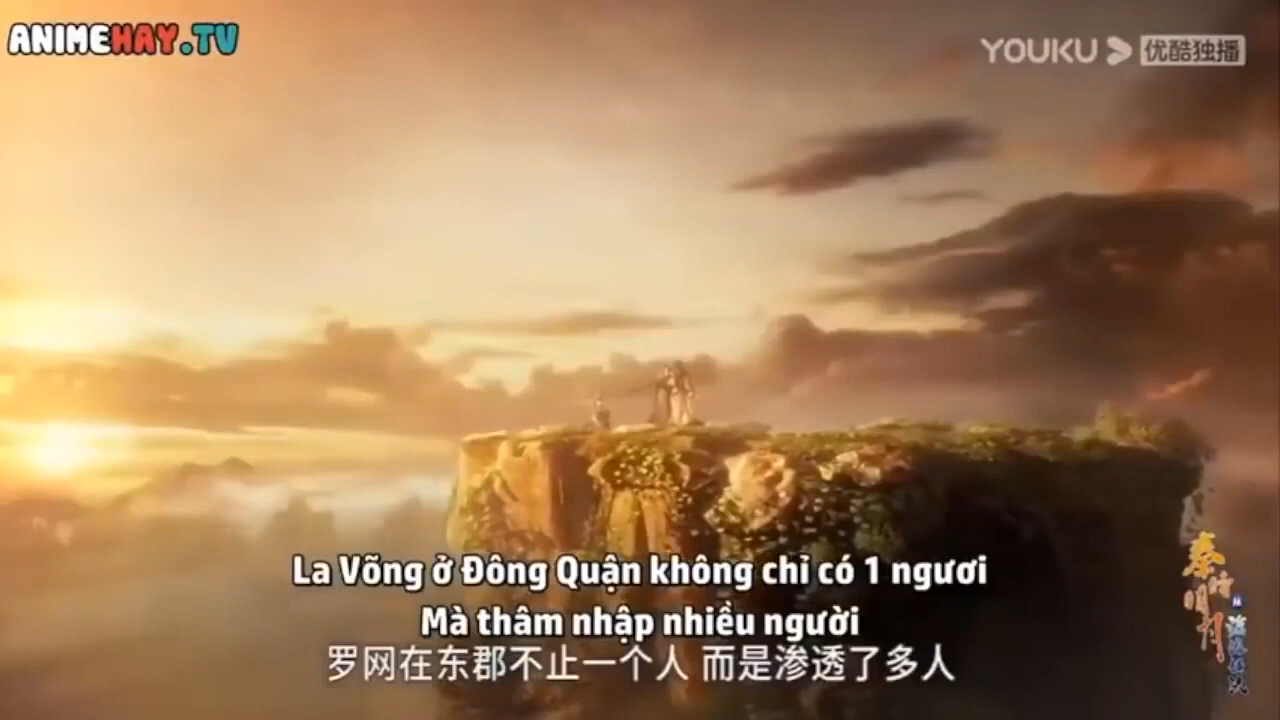 ANIMEHAY.TV
YOUKU 优酷独播
La Võng ở Đông Quận không chỉ có 1 ngươi
Mà thâm nhập nhiều người
罗网在东郡不止一个人 而是渗透了多人
秦时明月